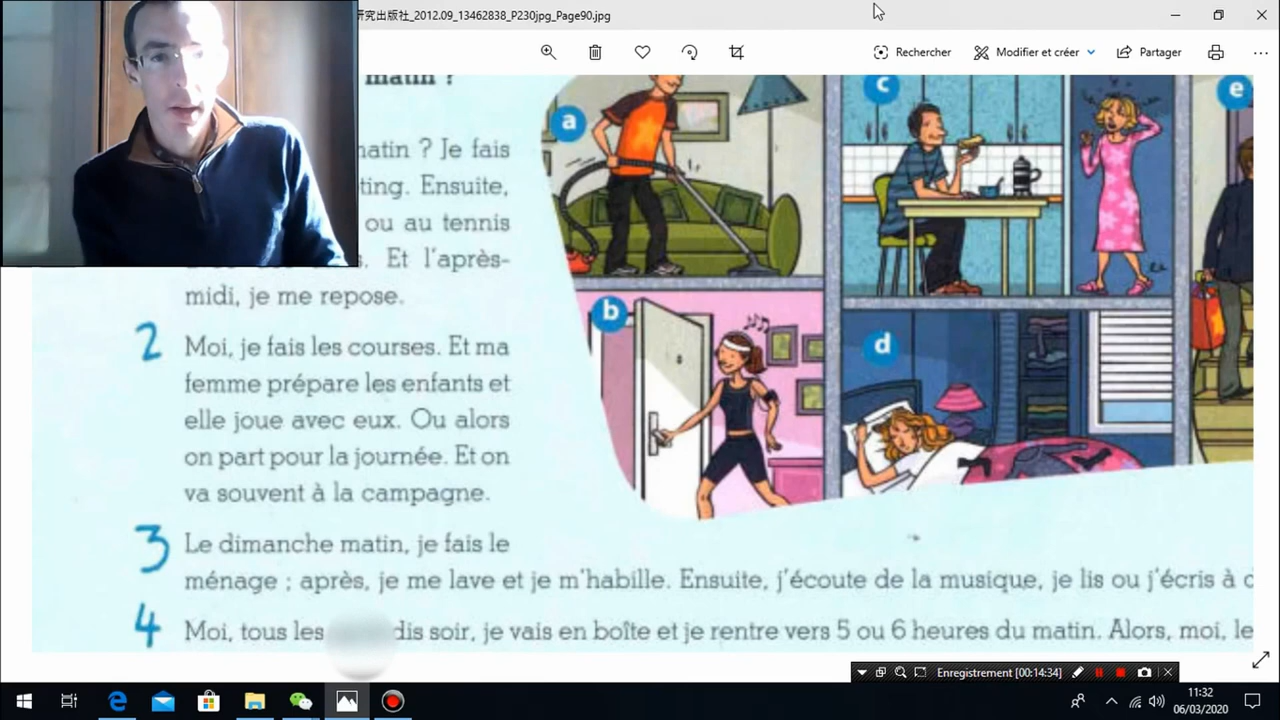 研究出版社_2012.09_13462838_P230jpg_Page90.jpg
Rechercher
Modifier et créer
Partager
matin ?
a
c
e
matin ? Je fais
ting. Ensuite,
ou au tennis
. Et l'après-
midi, je me repose.
b
d
2 Moi, je fais les courses. Et ma
femme prépare les enfants et
elle joue avec eux. Ou alors
on part pour la journée. Et on
va souvent à la campagne.
3 Le dimanche matin, je fais le
ménage ; après, je me lave et je m'habille. Ensuite, j'écoute de la musique, je lis ou j'écris à
4 Moi, tous les dis soir, je vais en boîte et je rentre vers 5 ou 6 heures du matin. Alors, moi, le
Enregistrement [00:14:34]
11:32
06/03/2020